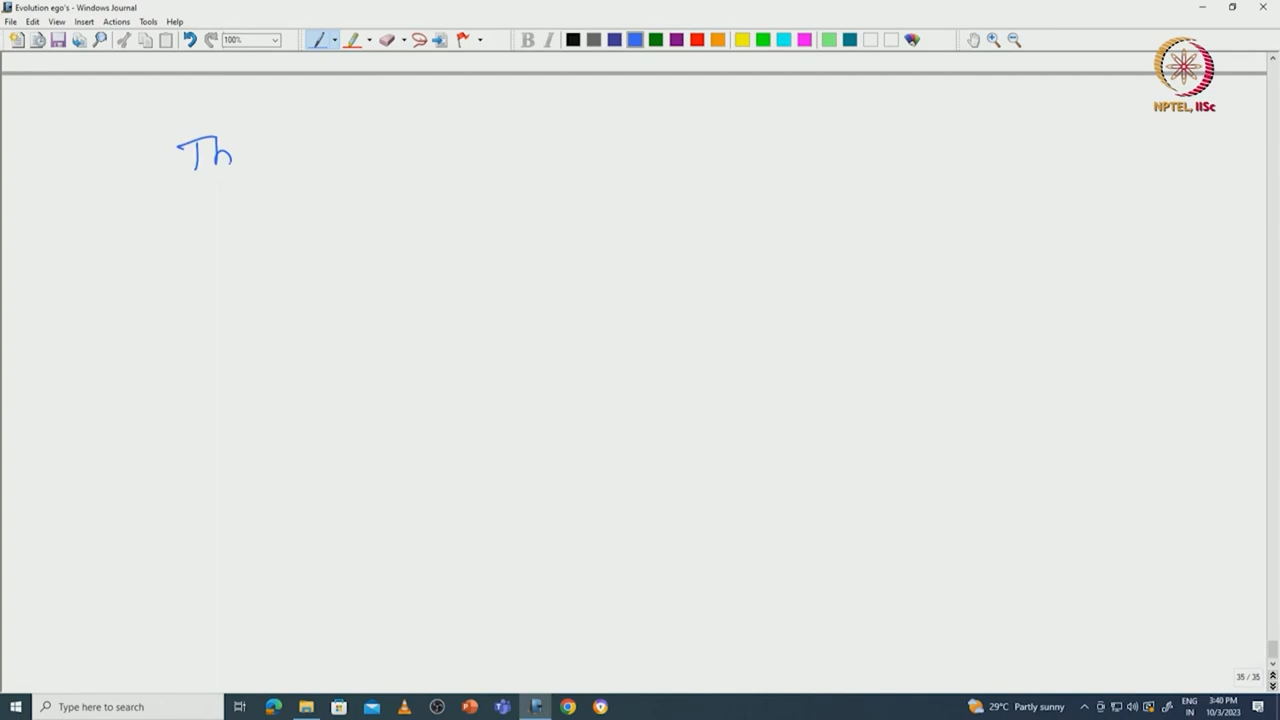 Evolution eqo's - Windows Journal
File Edit View Insert Actions Tools Help
100%
B I
NPTEL, IISc
Th
35 / 35
Type here to search
29°C Partly sunny
ENG
IN
3:40 PM
10/3/2023